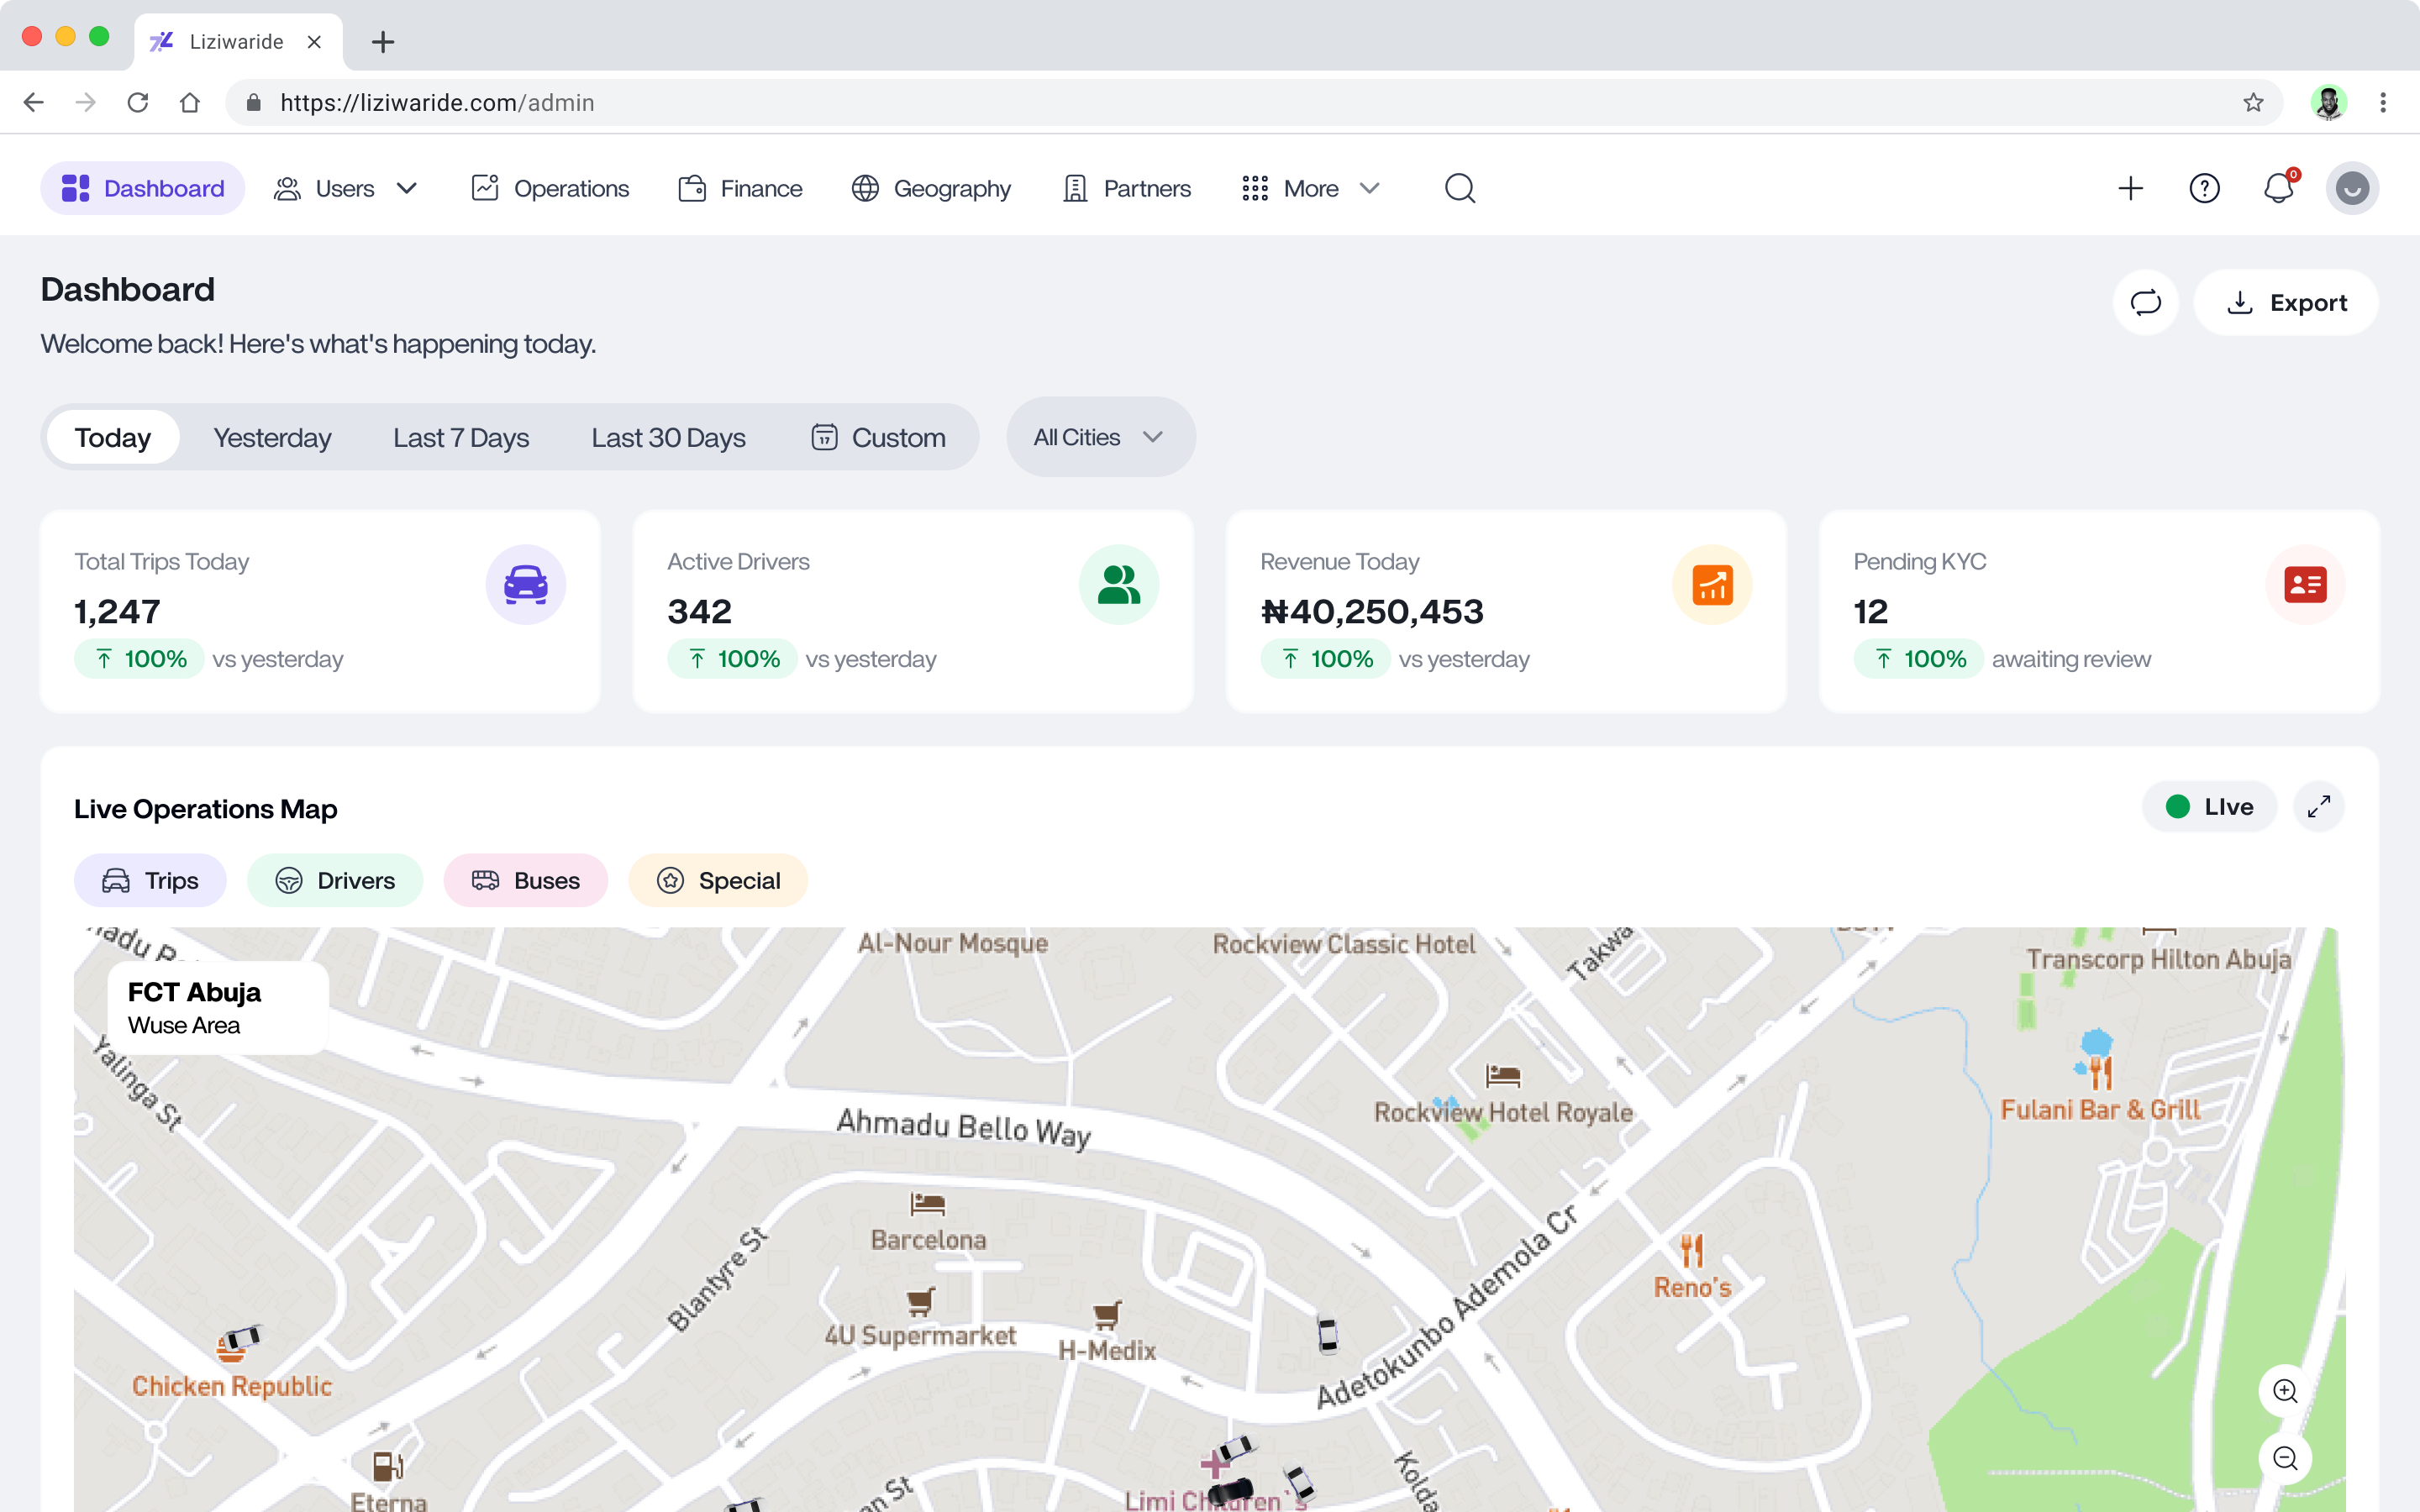 Liziwaride
https://liziwaride.com/admin
Dashboard
Users
Operations
Finance
Geography
Partners
More
0
Dashboard
Welcome back! Here's what's happening today.
Export
Today
Yesterday
Last 7 Days
Last 30 Days
17
Custom
All Cities
Total Trips Today
1,247
100% vs yesterday
Active Drivers
342
100% vs yesterday
Revenue Today
₦40,250,453
100% vs yesterday
Pending KYC
12
100% awaiting review
Live Operations Map
LIve
Trips
Drivers
Buses
Special
FCT Abuja
Wuse Area
Al-Nour Mosque
Rockview Classic Hotel
Takwa
Transcorp Hilton Abuja
Yalinga St
Ahmadu Bello Way
Rockview Hotel Royale
Fulani Bar & Grill
Barcelona
Blantyre St
Adetokunbo Ademola Cr
Reno's
4U Supermarket
H-Medix
Chicken Republic
Kolda
Eterna
Limi Children's